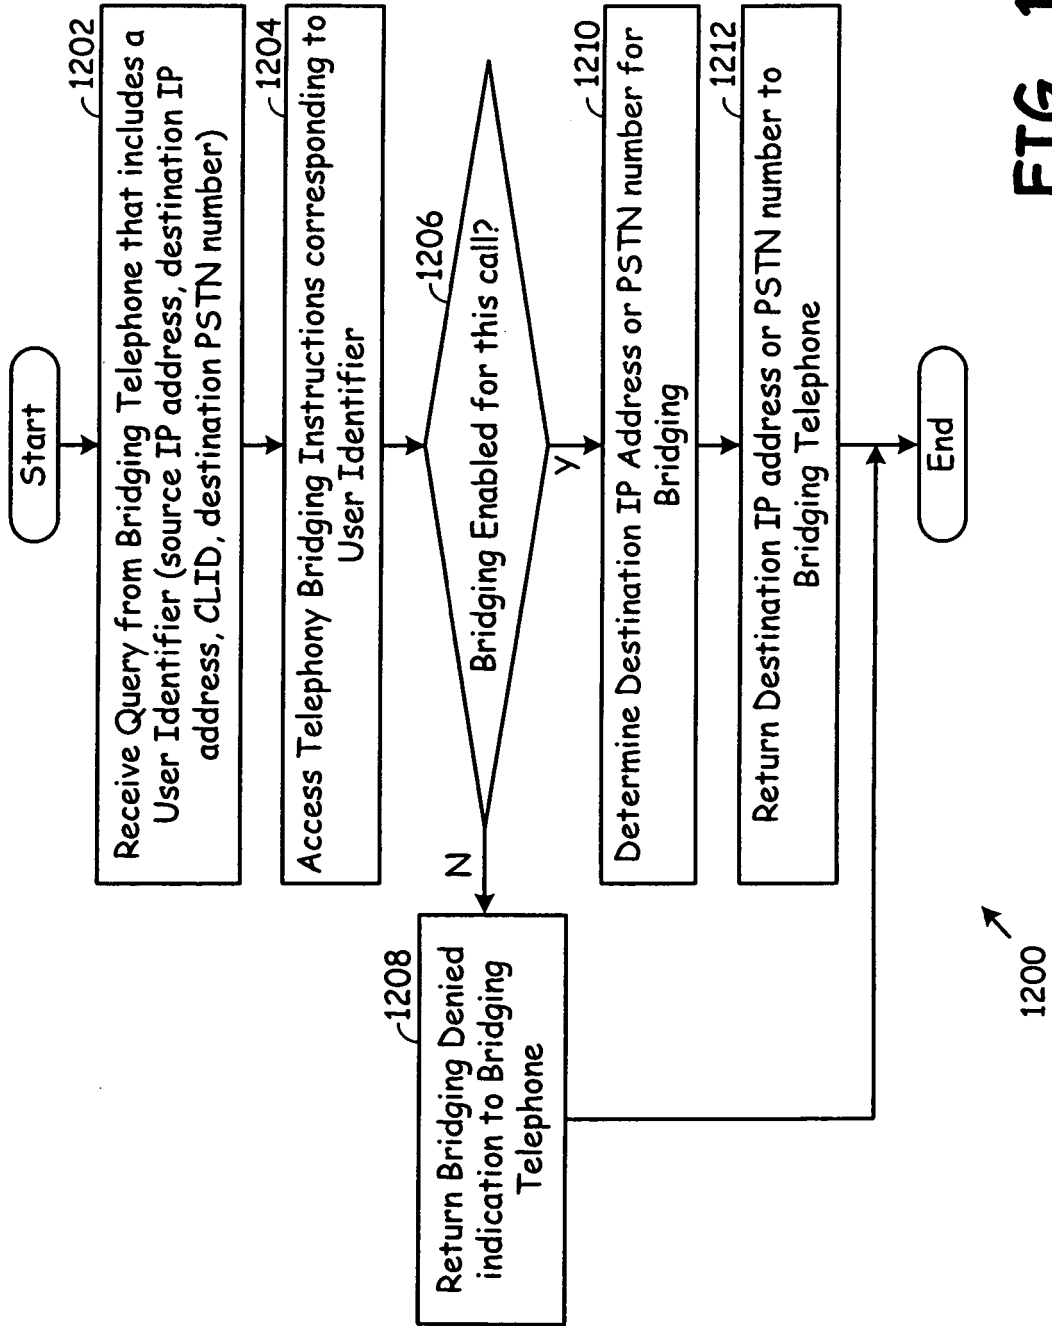 Start
1202
Receive Query from Bridging Telephone that includes a
User Identifier (source IP address, destination IP
address, CLID, destination PSTN number)
1204
Access Telephony Bridging Instructions corresponding to
User Identifier
1206
Bridging Enabled for this call?
N
Y
1208
Return Bridging Denied
indication to Bridging
Telephone
1210
Determine Destination IP Address or PSTN number for
Bridging
1212
Return Destination IP address or PSTN number to
Bridging Telephone
End
1200
FIG. 1